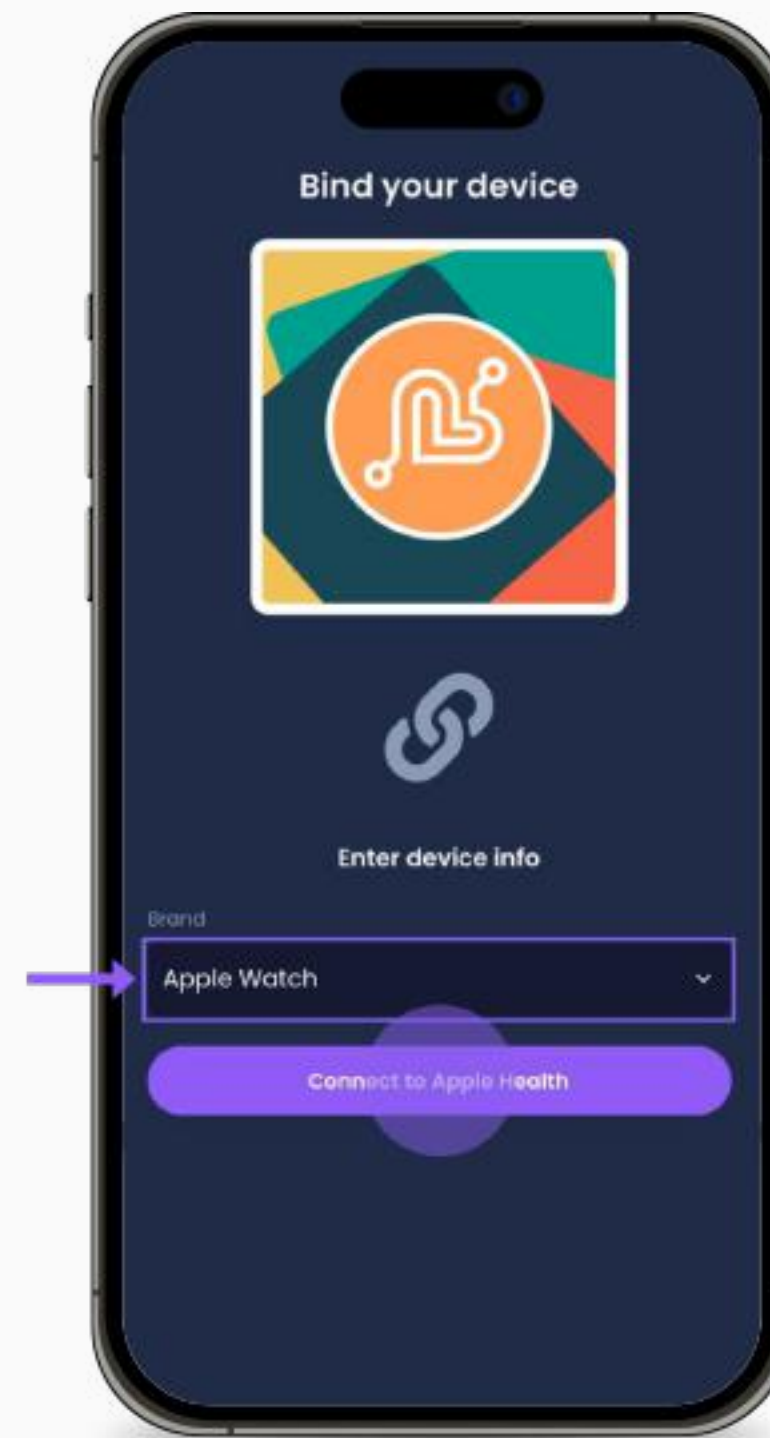 Bind your device
Enter device info
Brand
Apple Watch
Connect to Apple Health